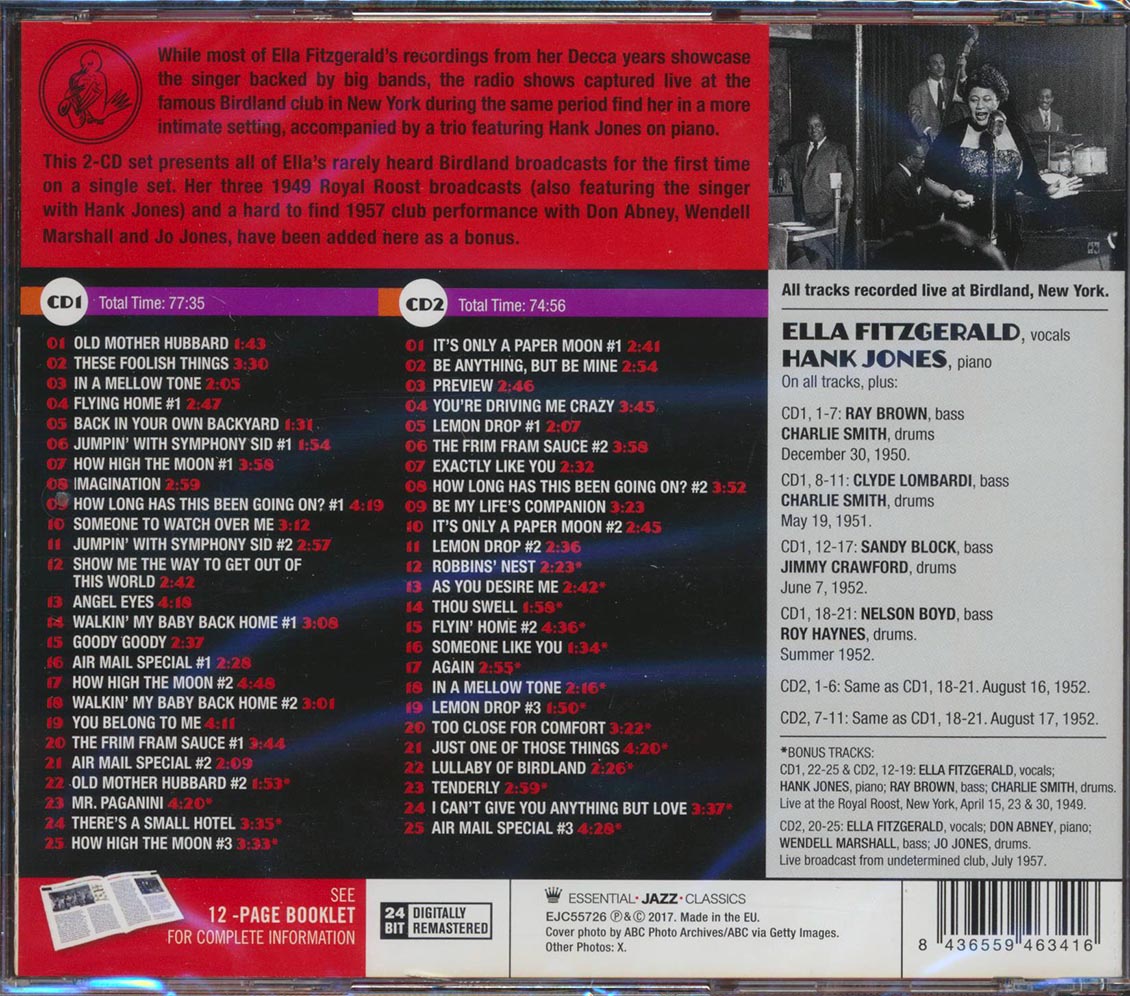 While most of Ella Fitzgerald's recordings from her Decca years showcase
the singer backed by big bands, the radio shows captured live at the
famous Birdland club in New York during the same period find her in a more
intimate setting, accompanied by a trio featuring Hank Jones on piano.
This 2-CD set presents all of Ella's rarely heard Birdland broadcasts for the first time
on a single set. Her three 1949 Royal Roost broadcasts (also featuring the singer
with Hank Jones) and a hard to find 1957 club performance with Don Abney, Wendell
Marshall and Jo Jones, have been added here as a bonus.
CD1 Total Time: 77:35
01 OLD MOTHER HUBBARD 1:43
02 THESE FOOLISH THINGS 3:30
03 IN A MELLOW TONE 2:05
04 FLYING HOME #1 2:47
05 BACK IN YOUR OWN BACKYARD 1:31
06 JUMPIN' WITH SYMPHONY SID #1 1:54
07 HOW HIGH THE MOON #1 3:58
08 IMAGINATION 2:59
09 HOW LONG HAS THIS BEEN GOING ON? #1 4:19
10 SOMEONE TO WATCH OVER ME 3:12
11 JUMPIN' WITH SYMPHONY SID #2 2:57
12 SHOW ME THE WAY TO GET OUT OF
THIS WORLD 2:42
13 ANGEL EYES 4:18
14 WALKIN' MY BABY BACK HOME #1 3:08
15 GOODY GOODY 2:37
16 AIR MAIL SPECIAL #1 2:28
17 HOW HIGH THE MOON #2 4:48
18 WALKIN' MY BABY BACK HOME #2 3:01
19 YOU BELONG TO ME 4:11
20 THE FRIM FRAM SAUCE #1 3:44
21 AIR MAIL SPECIAL #2 2:09
22 OLD MOTHER HUBBARD #2 1:53*
23 MR. PAGANINI 4:20*
24 THERE'S A SMALL HOTEL 3:35*
25 HOW HIGH THE MOON #3 3:33*
CD2 Total Time: 74:56
01 IT'S ONLY A PAPER MOON #1 2:41
02 BE ANYTHING, BUT BE MINE 2:54
03 PREVIEW 2:46
04 YOU'RE DRIVING ME CRAZY 3:45
05 LEMON DROP #1 2:07
06 THE FRIM FRAM SAUCE #2 3:58
07 EXACTLY LIKE YOU 2:32
08 HOW LONG HAS THIS BEEN GOING ON? #2 3:52
09 BE MY LIFE'S COMPANION 3:23
10 IT'S ONLY A PAPER MOON #2 2:45
11 LEMON DROP #2 2:36
12 ROBBINS' NEST 2:23*
13 AS YOU DESIRE ME 2:42*
14 THOU SWELL 1:58*
15 FLYIN' HOME #2 4:36*
16 SOMEONE LIKE YOU 1:34*
17 AGAIN 2:55*
18 IN A MELLOW TONE 2:16*
19 LEMON DROP #3 1:50*
20 TOO CLOSE FOR COMFORT 3:22*
21 JUST ONE OF THOSE THINGS 4:20*
22 LULLABY OF BIRDLAND 2:26*
23 TENDERLY 2:59*
24 I CAN'T GIVE YOU ANYTHING BUT LOVE 3:37*
25 AIR MAIL SPECIAL #3 4:28*
All tracks recorded live at Birdland, New York.
ELLA FITZGERALD, vocals
HANK JONES, piano
On all tracks, plus:
CD1, 1-7: RAY BROWN, bass
CHARLIE SMITH, drums
December 30, 1950.
CD1, 8-11: CLYDE LOMBARDI, bass
CHARLIE SMITH, drums
May 19, 1951.
CD1, 12-17: SANDY BLOCK, bass
JIMMY CRAWFORD, drums
June 7, 1952.
CD1, 18-21: NELSON BOYD, bass
ROY HAYNES, drums.
Summer 1952.
CD2, 1-6: Same as CD1, 18-21. August 16, 1952.
CD2, 7-11: Same as CD1, 18-21. August 17, 1952.
*BONUS TRACKS:
CD1, 22-25 & CD2, 12-19: ELLA FITZGERALD, vocals;
HANK JONES, piano; RAY BROWN, bass; CHARLIE SMITH, drums.
Live at the Royal Roost, New York, April 15, 23 & 30, 1949.
CD2, 20-25: ELLA FITZGERALD, vocals; DON ABNEY, piano;
WENDELL MARSHALL, bass; JO JONES, drums.
Live broadcast from undetermined club, July 1957.
SEE
12 -PAGE BOOKLET
FOR COMPLETE INFORMATION
24 BIT DIGITALLY REMASTERED
ESSENTIAL·JAZZ·CLASSICS
EJC55726 ℗&© 2017. Made in the EU.
Cover photo by ABC Photo Archives/ABC via Getty Images.
Other Photos: X.
8 436559 463416